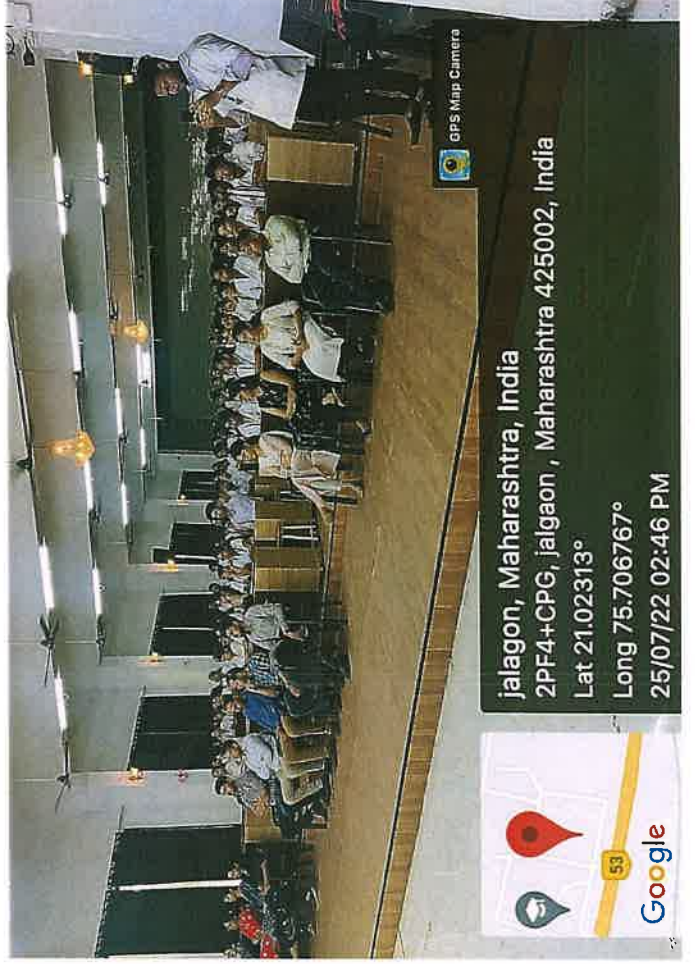 GPS Map Camera
jalagon, Maharashtra, India
2PF4+CPG, jalgaon , Maharashtra 425002, India
Lat 21.02313°
Long 75.706767°
25/07/22 02:46 PM
53
Google